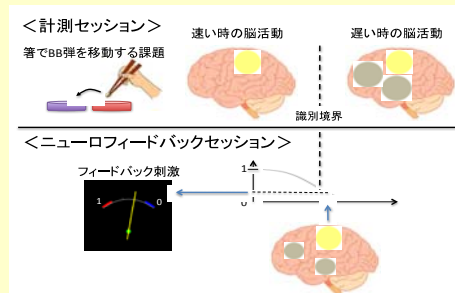 ＜計測セッション＞
箸でBB弾を移動する課題
速い時の脳活動
遅い時の脳活動
識別境界
＜ニューロフィードバックセッション＞
フィードバック刺激
1
0
1
0